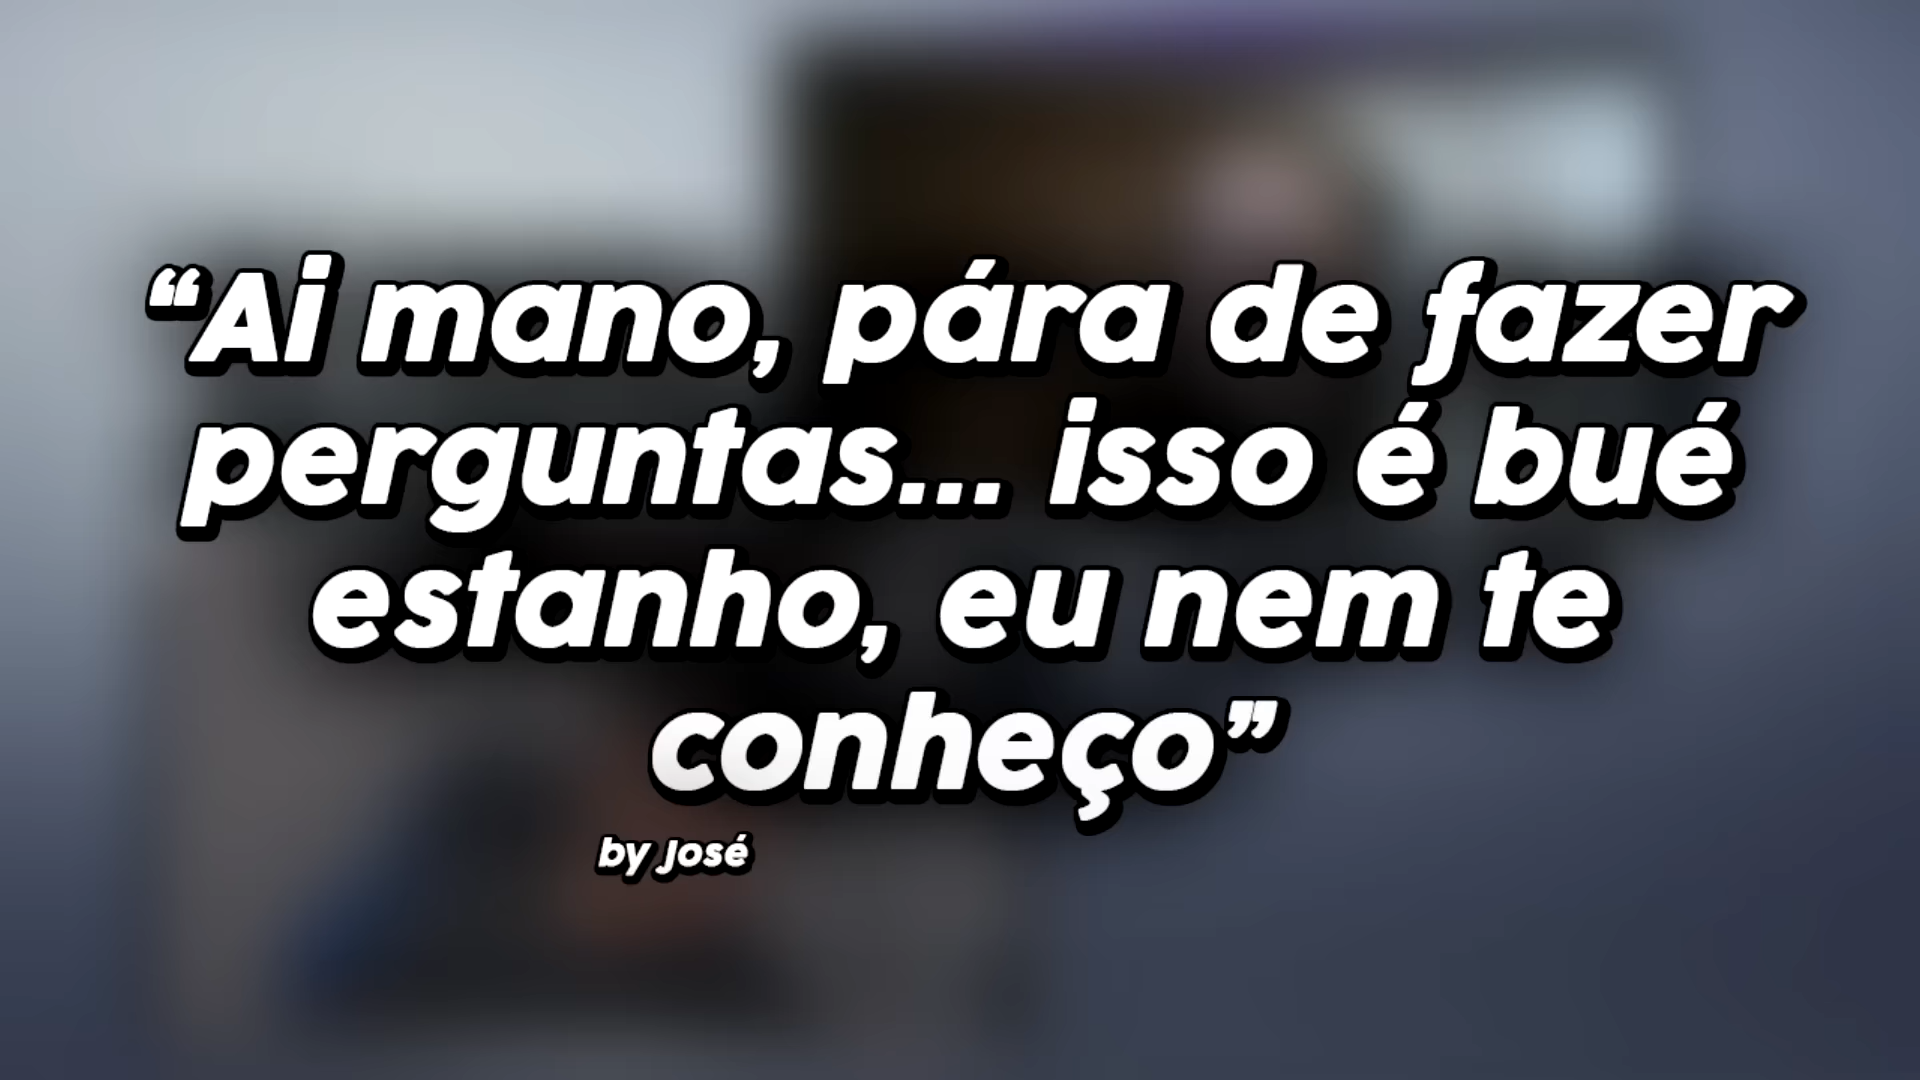 “Ai mano, pára de fazer
perguntas... isso é bué
estanho, eu nem te
conheço”
by José